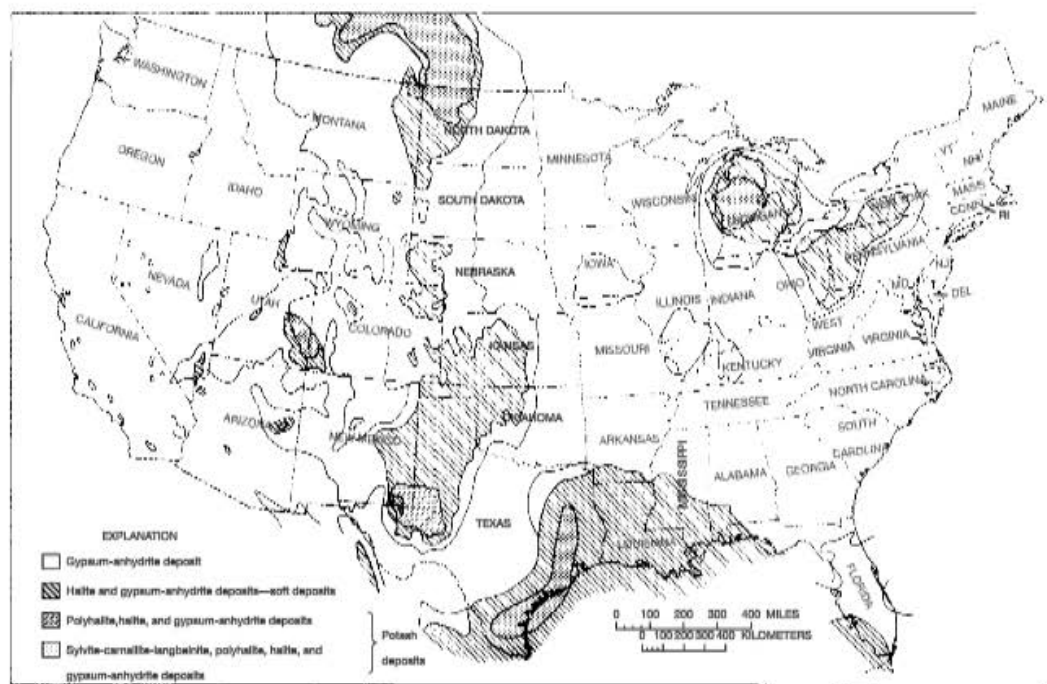 WASHINGTON
MONTANA
NORTH DAKOTA
MINNESOTA
MAINE
VT
NH
OREGON
IDAHO
SOUTH DAKOTA
WISCONSIN
MICHIGAN
NEW YORK
MASS
CONN
RI
WYOMING
NEBRASKA
IOWA
PENNSYLVANIA
NJ
NEVADA
UTAH
COLORADO
ILLINOIS
INDIANA
OHIO
MD
DEL
CALIFORNIA
KANSAS
MISSOURI
WEST
VIRGINIA
VIRGINIA
KENTUCKY
ARIZONA
NEW MEXICO
OKLAHOMA
ARKANSAS
TENNESSEE
NORTH CAROLINA
SOUTH
CAROLINA
MISSISSIPPI
ALABAMA
GEORGIA
TEXAS
LOUISIANA
FLORIDA
EXPLANATION
Gypsum-anhydrite deposit
Halite and gypsum-anhydrite deposits—soft deposits
Polyhalite,halite, and gypsum-anhydrite deposits
Sylvite-carnallite-langbeinite, polyhalite, halite, and
gypsum-anhydrite deposits
Potash
deposits
0 100 200 300 400 MILES
0 100 200 300 400 KILOMETERS